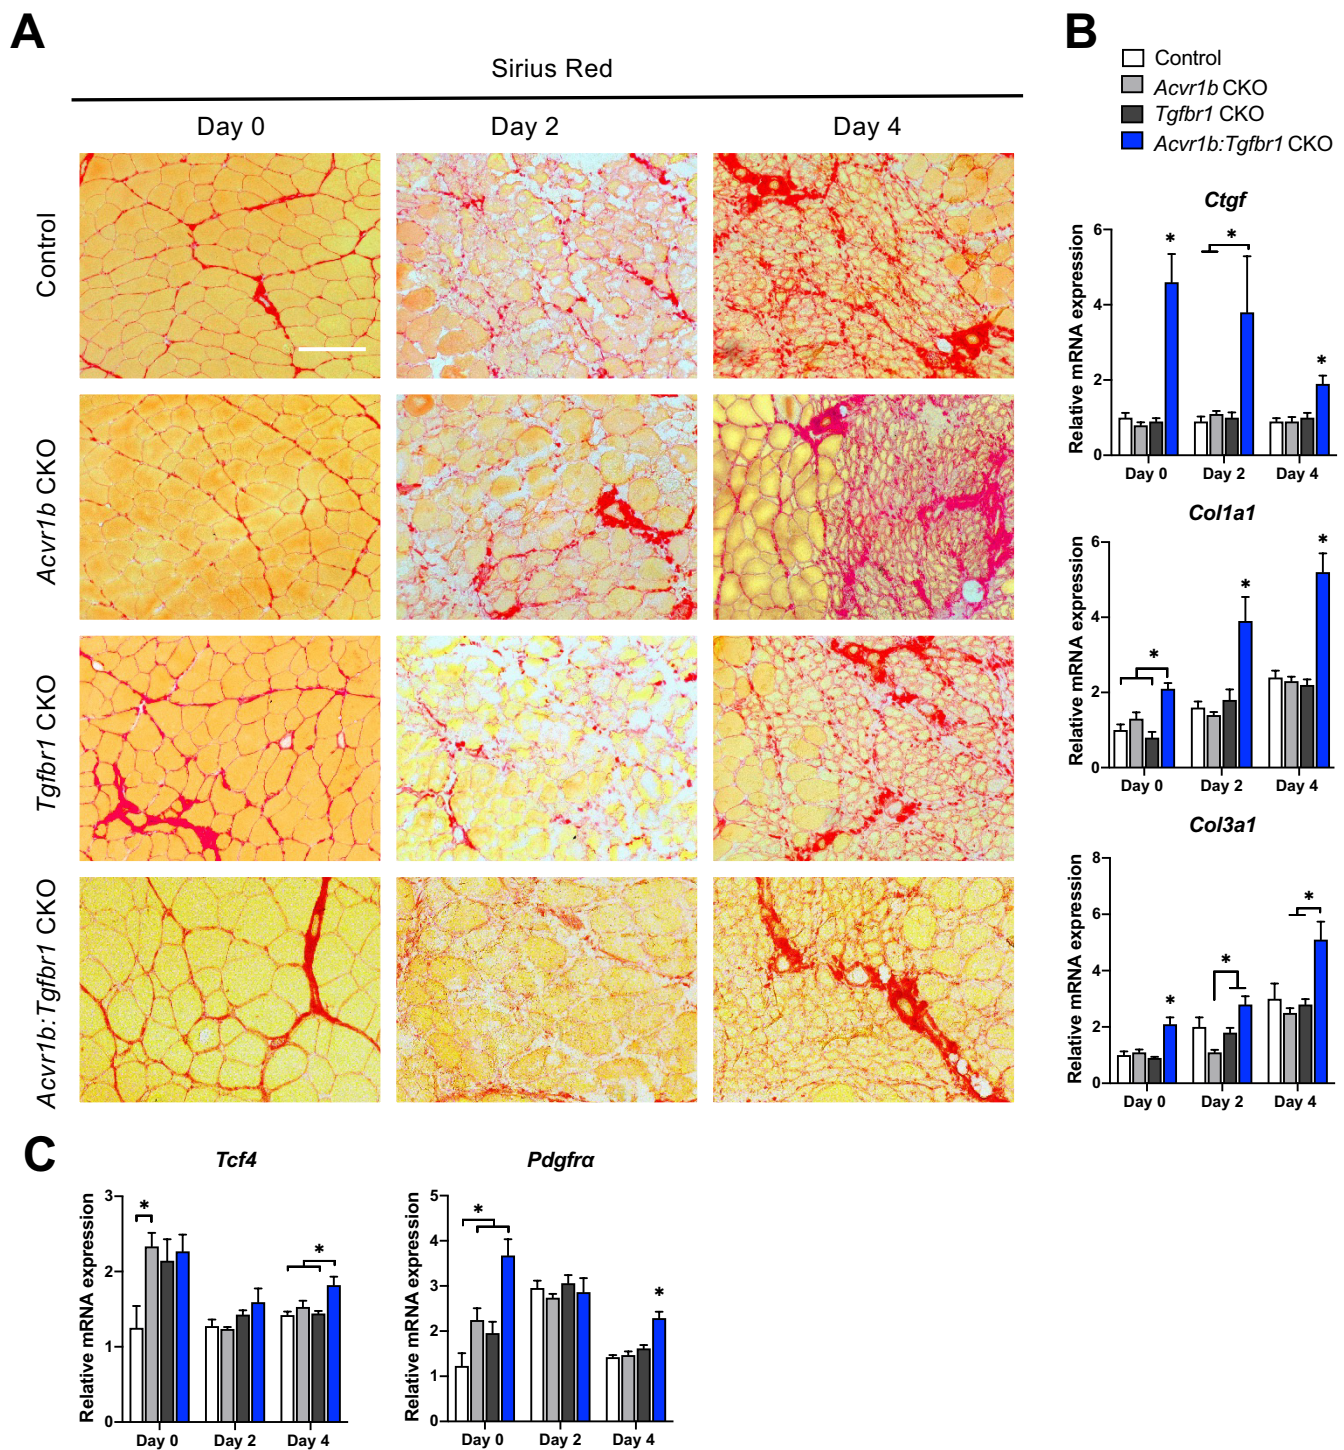 A
Sirius Red
Day 0 Day 2 Day 4
Control
Acvr1b CKO
Tgfbr1 CKO
Acvr1b:Tgfbr1 CKO
B
Control
Acvr1b CKO
Tgfbr1 CKO
Acvr1b:Tgfbr1 CKO
Ctgf
Relative mRNA expression
6
4
2
0
* * *
Day 0 Day 2 Day 4
Col1a1
Relative mRNA expression
6
4
2
0
* * *
Day 0 Day 2 Day 4
Col3a1
Relative mRNA expression
8
6
4
2
0
* * *
Day 0 Day 2 Day 4
C
Tcf4
Relative mRNA expression
3
2
1
0
* *
Day 0 Day 2 Day 4
Pdgfrα
Relative mRNA expression
5
4
3
2
1
0
* *
Day 0 Day 2 Day 4